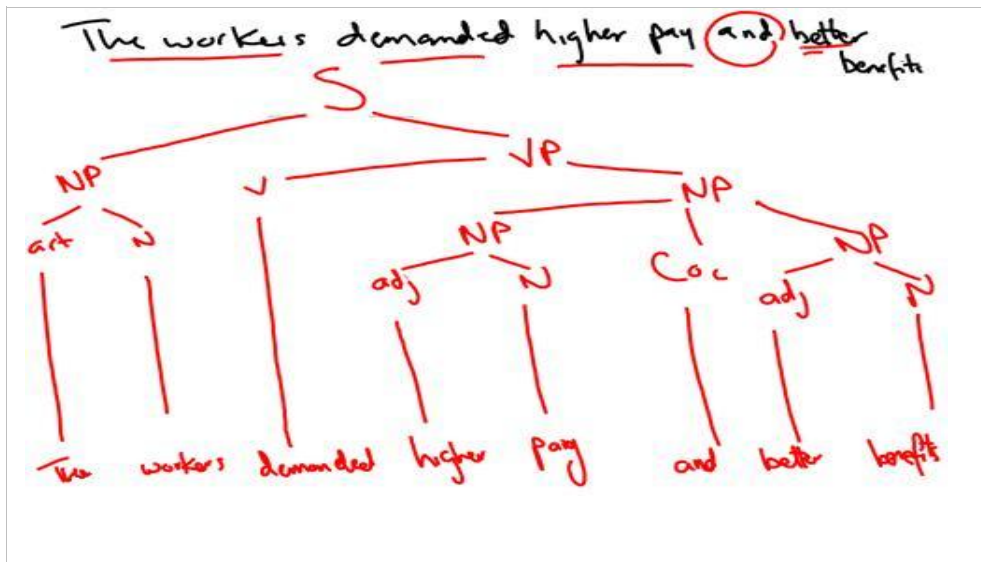 The workers demanded higher pay and better
benefits
S
NP VP
V NP
art N NP Coc NP
adj N adj N
The workers demanded higher pay and better benefits